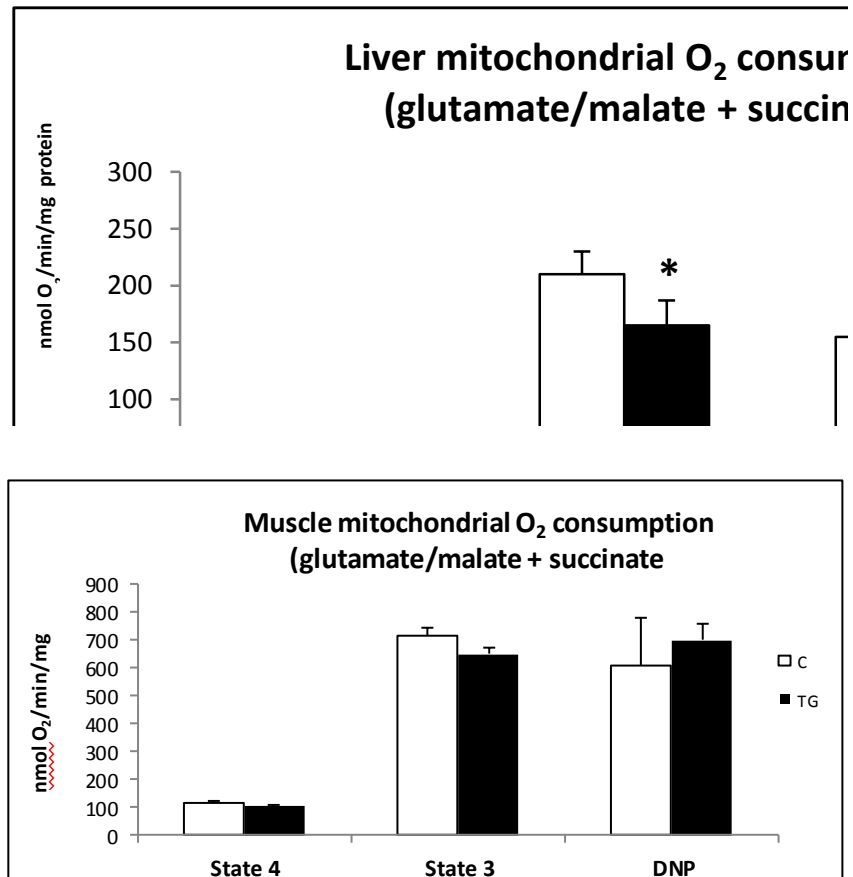 Liver mitochondrial O₂ consur
(glutamate/malate + succin
nmol O₂/min/mg protein
300
250
200
150
100
*
Muscle mitochondrial O₂ consumption
(glutamate/malate + succinate
nmol O₂/min/mg
900
800
700
600
500
400
300
200
100
0
State 4
State 3
DNP
C
TG